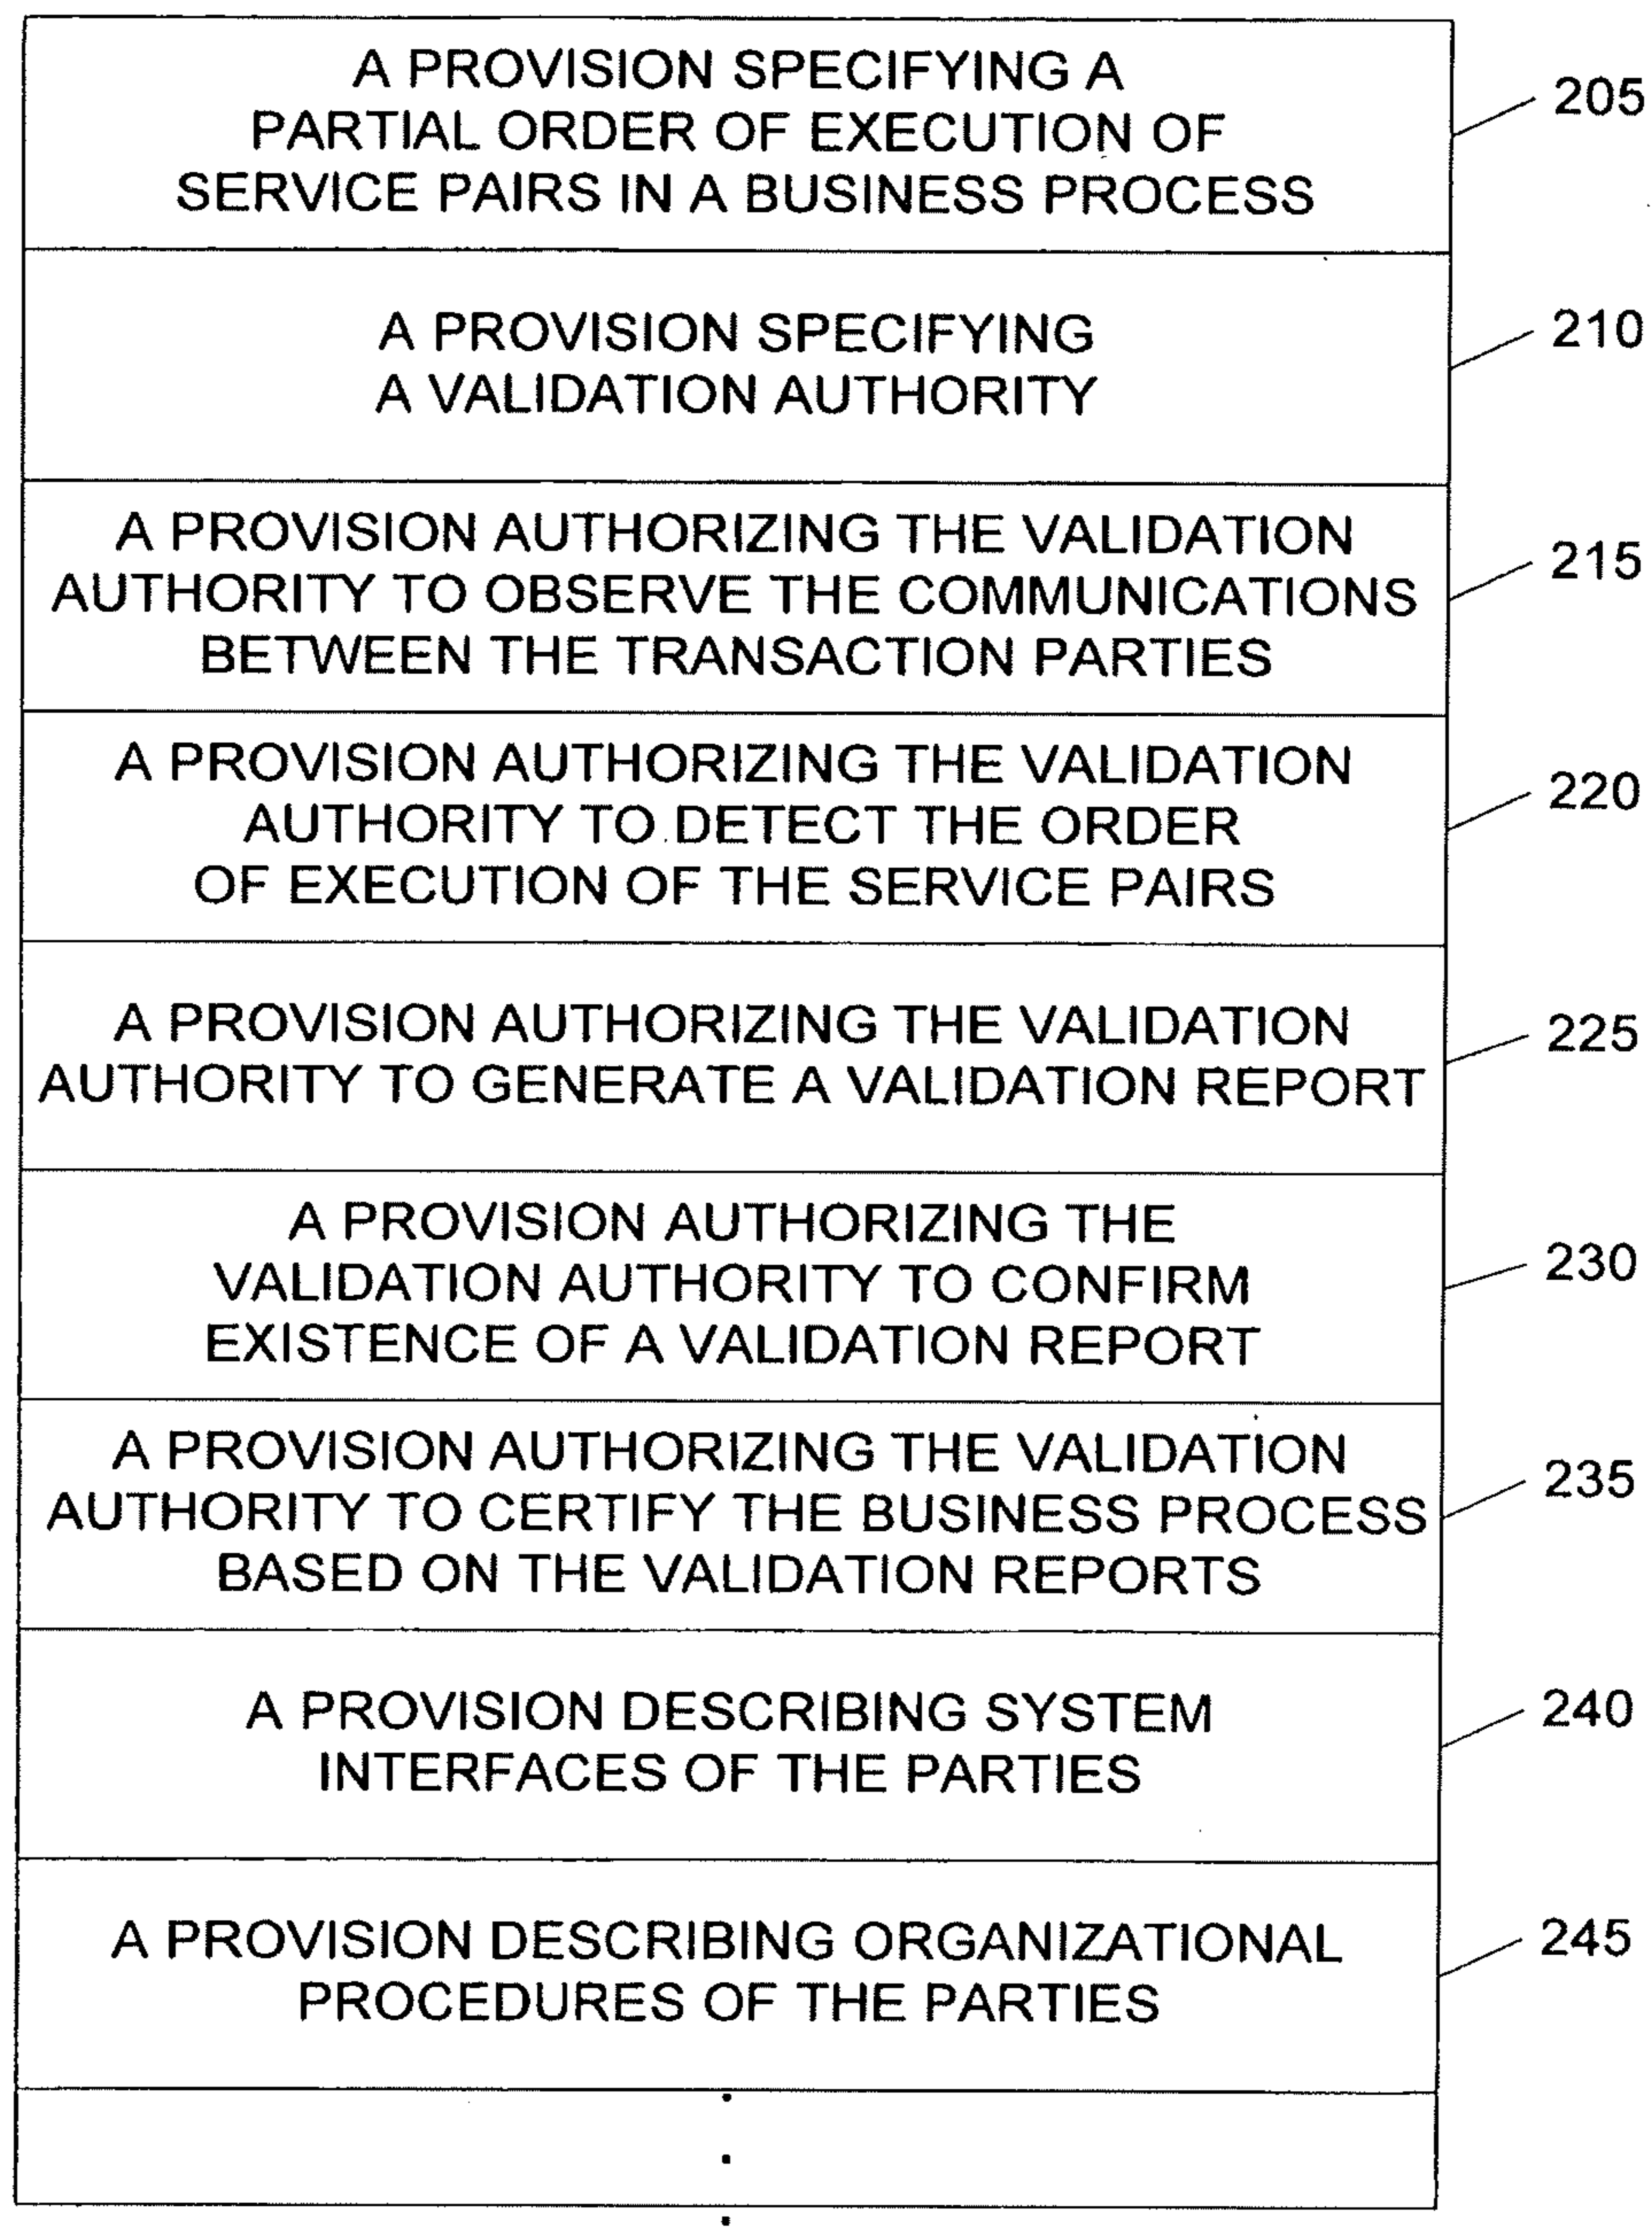 A PROVISION SPECIFYING A
PARTIAL ORDER OF EXECUTION OF
SERVICE PAIRS IN A BUSINESS PROCESS
205
A PROVISION SPECIFYING
A VALIDATION AUTHORITY
210
A PROVISION AUTHORIZING THE VALIDATION
AUTHORITY TO OBSERVE THE COMMUNICATIONS
BETWEEN THE TRANSACTION PARTIES
215
A PROVISION AUTHORIZING THE VALIDATION
AUTHORITY TO DETECT THE ORDER
OF EXECUTION OF THE SERVICE PAIRS
220
A PROVISION AUTHORIZING THE VALIDATION
AUTHORITY TO GENERATE A VALIDATION REPORT
225
A PROVISION AUTHORIZING THE
VALIDATION AUTHORITY TO CONFIRM
EXISTENCE OF A VALIDATION REPORT
230
A PROVISION AUTHORIZING THE VALIDATION
AUTHORITY TO CERTIFY THE BUSINESS PROCESS
BASED ON THE VALIDATION REPORTS
235
A PROVISION DESCRIBING SYSTEM
INTERFACES OF THE PARTIES
240
A PROVISION DESCRIBING ORGANIZATIONAL
PROCEDURES OF THE PARTIES
245